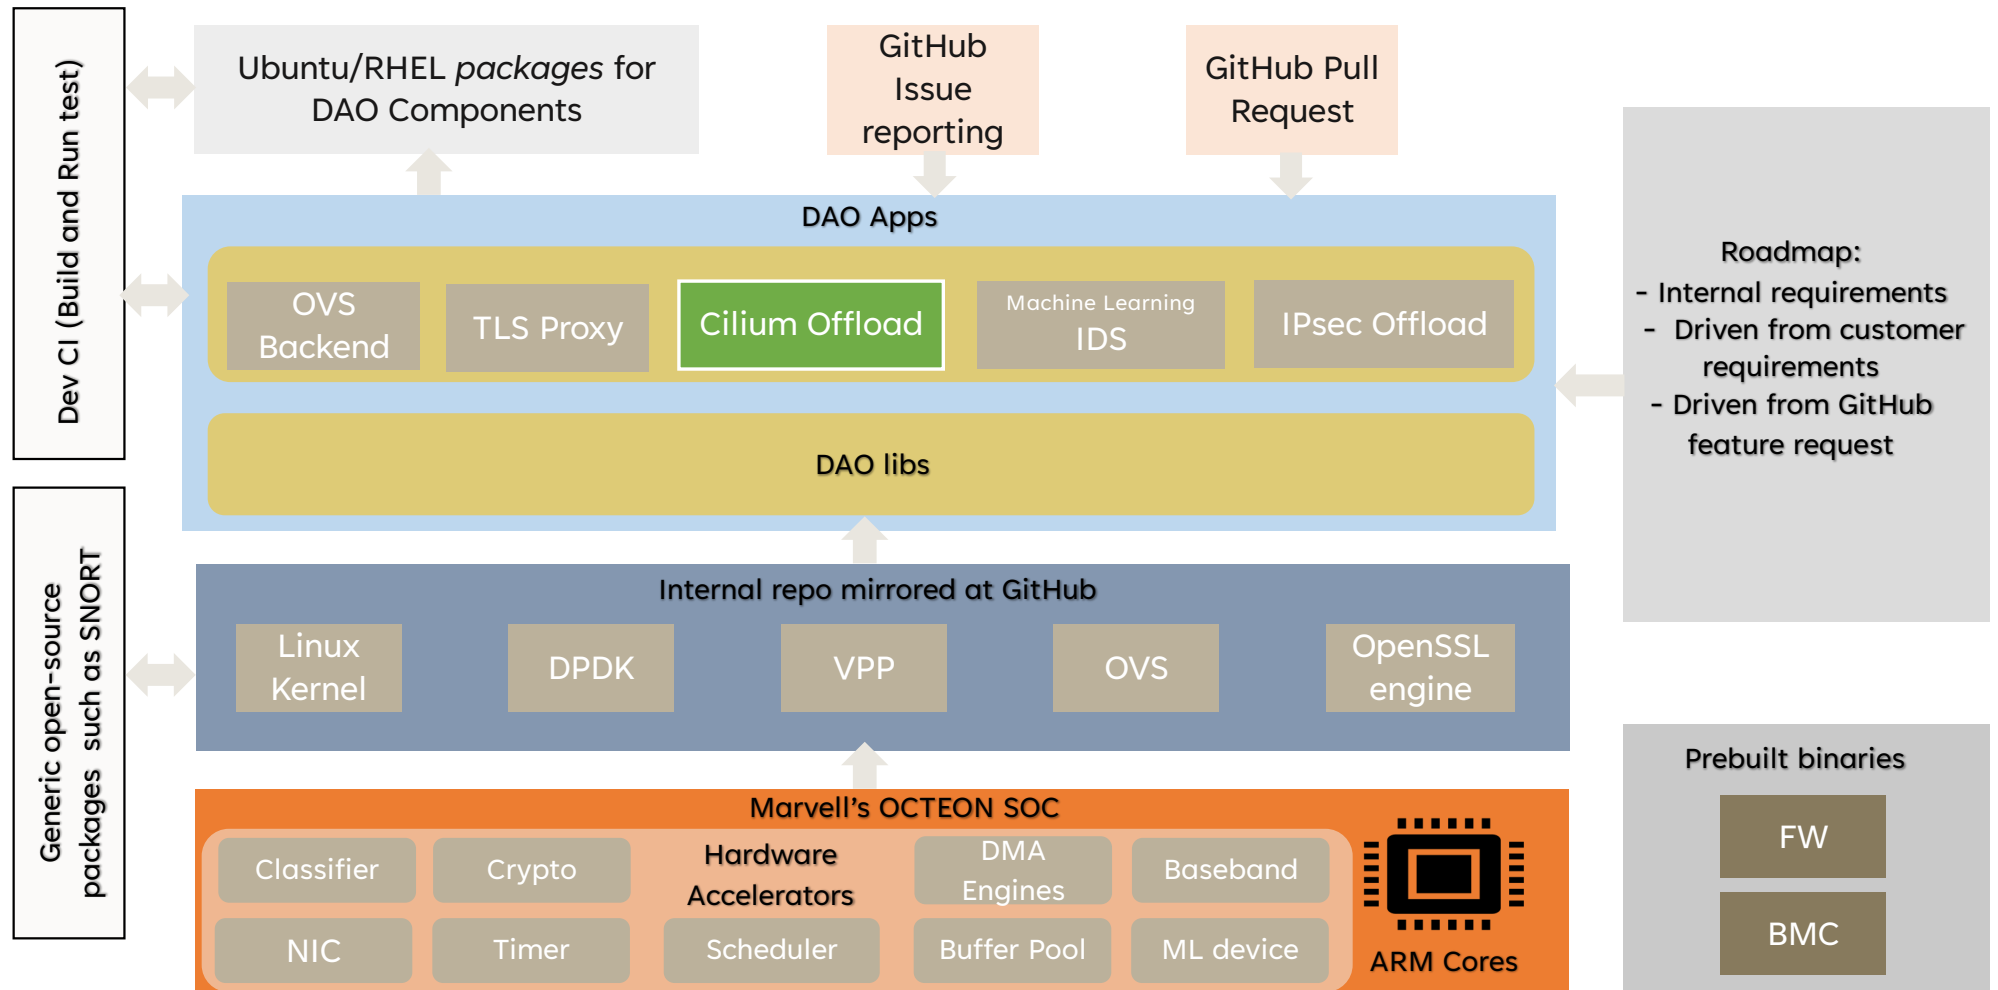 Dev CI (Build and Run test)
Ubuntu/RHEL packages for
DAO Components
GitHub
Issue
reporting
GitHub Pull
Request
DAO Apps
OVS
Backend
TLS Proxy
Cilium Offload
Machine Learning
IDS
IPsec Offload
DAO libs
Roadmap:
- Internal requirements
- Driven from customer
requirements
- Driven from GitHub
feature request
Generic open-source
packages such as SNORT
Internal repo mirrored at GitHub
Linux
Kernel
DPDK
VPP
OVS
OpenSSL
engine
Marvell’s OCTEON SOC
Classifier
Crypto
Hardware
Accelerators
DMA
Engines
Baseband
NIC
Timer
Scheduler
Buffer Pool
ML device
ARM Cores
Prebuilt binaries
FW
BMC